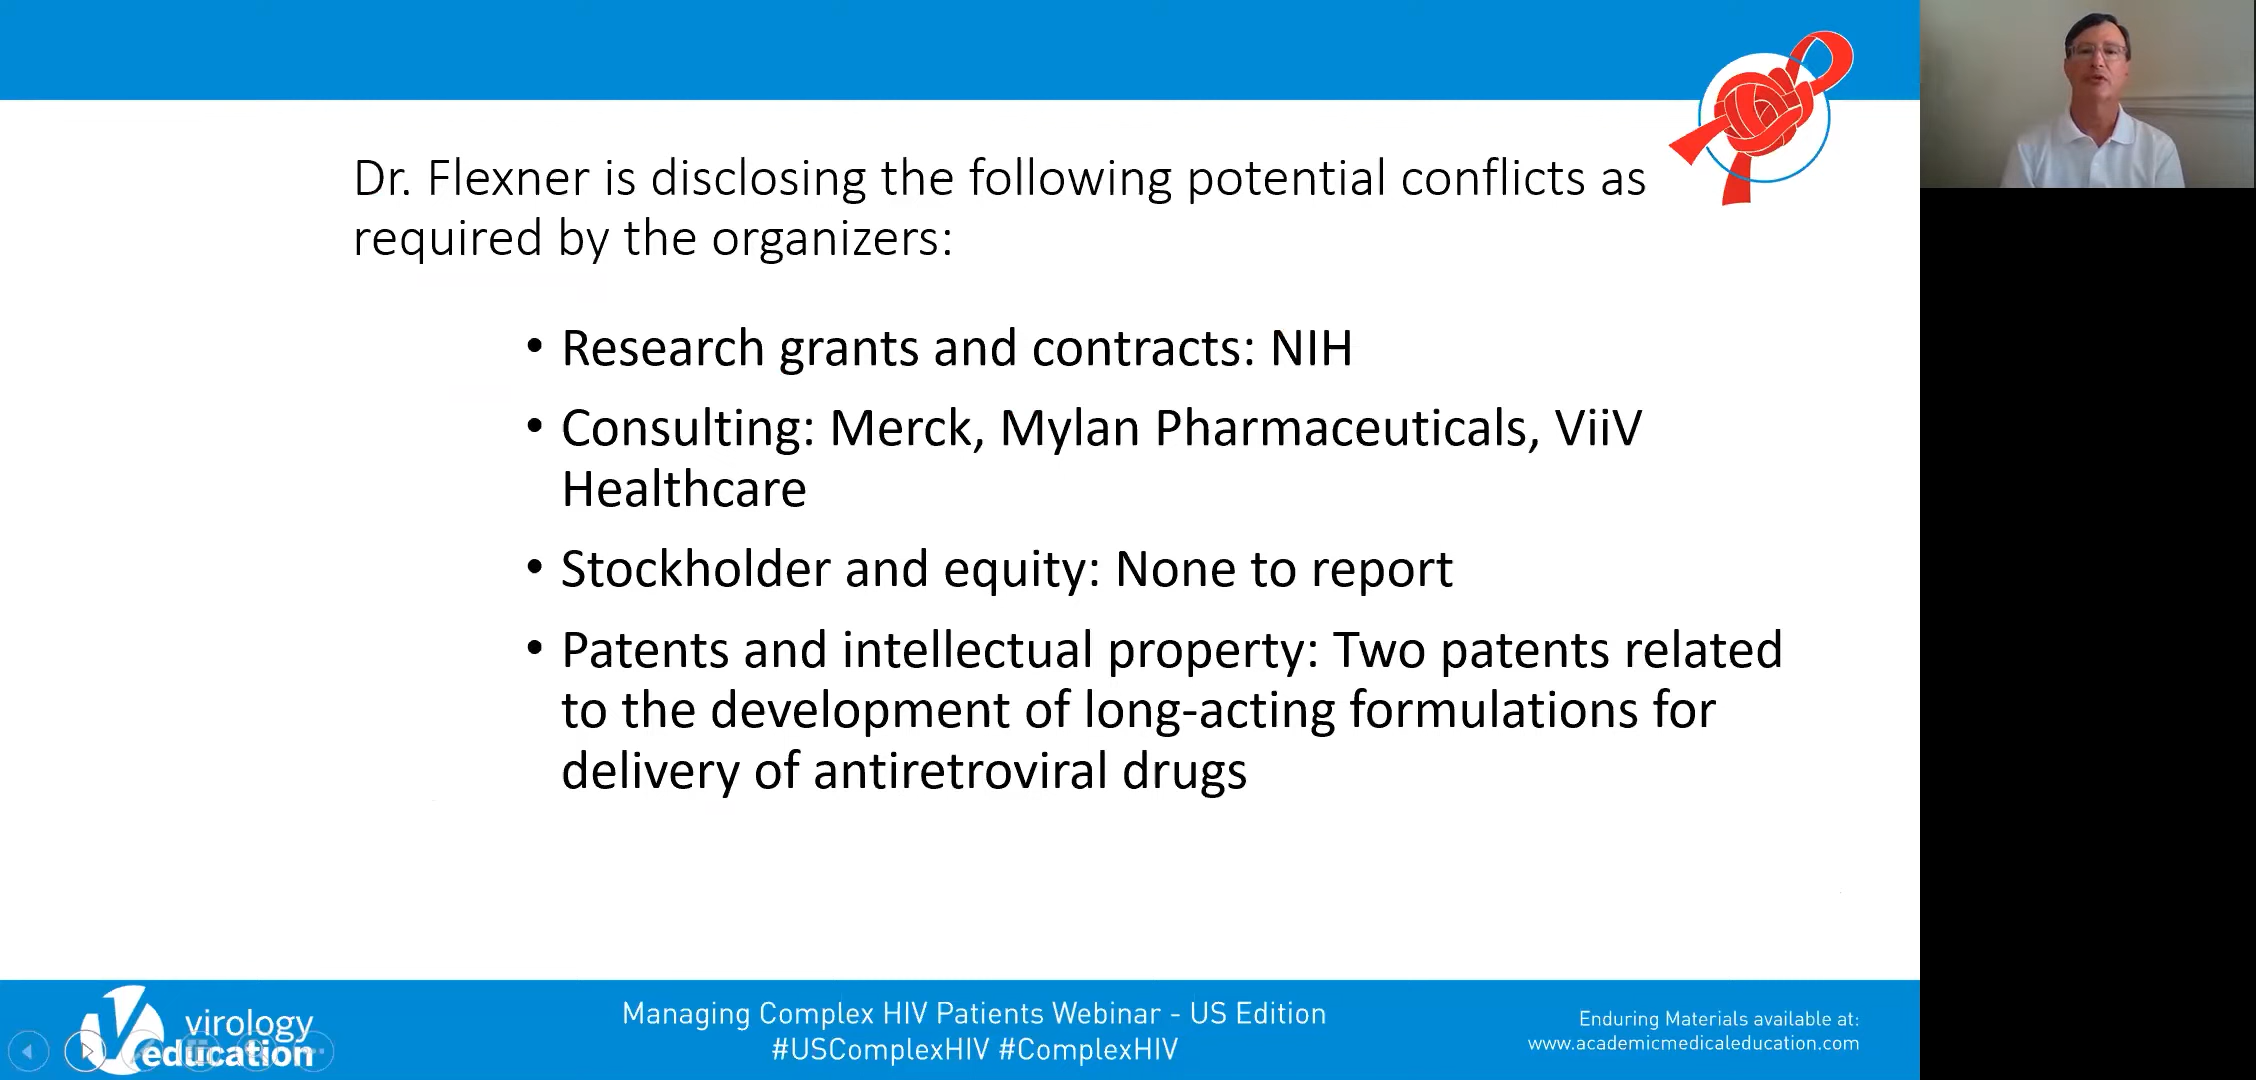 Dr. Flexner is disclosing the following potential conflicts as
required by the organizers:
• Research grants and contracts: NIH
• Consulting: Merck, Mylan Pharmaceuticals, ViiV
Healthcare
• Stockholder and equity: None to report
• Patents and intellectual property: Two patents related
to the development of long-acting formulations for
delivery of antiretroviral drugs
virology
education
Managing Complex HIV Patients Webinar - US Edition
#USComplexHIV #ComplexHIV
Enduring Materials available at:
www.academicmedicaleducation.com